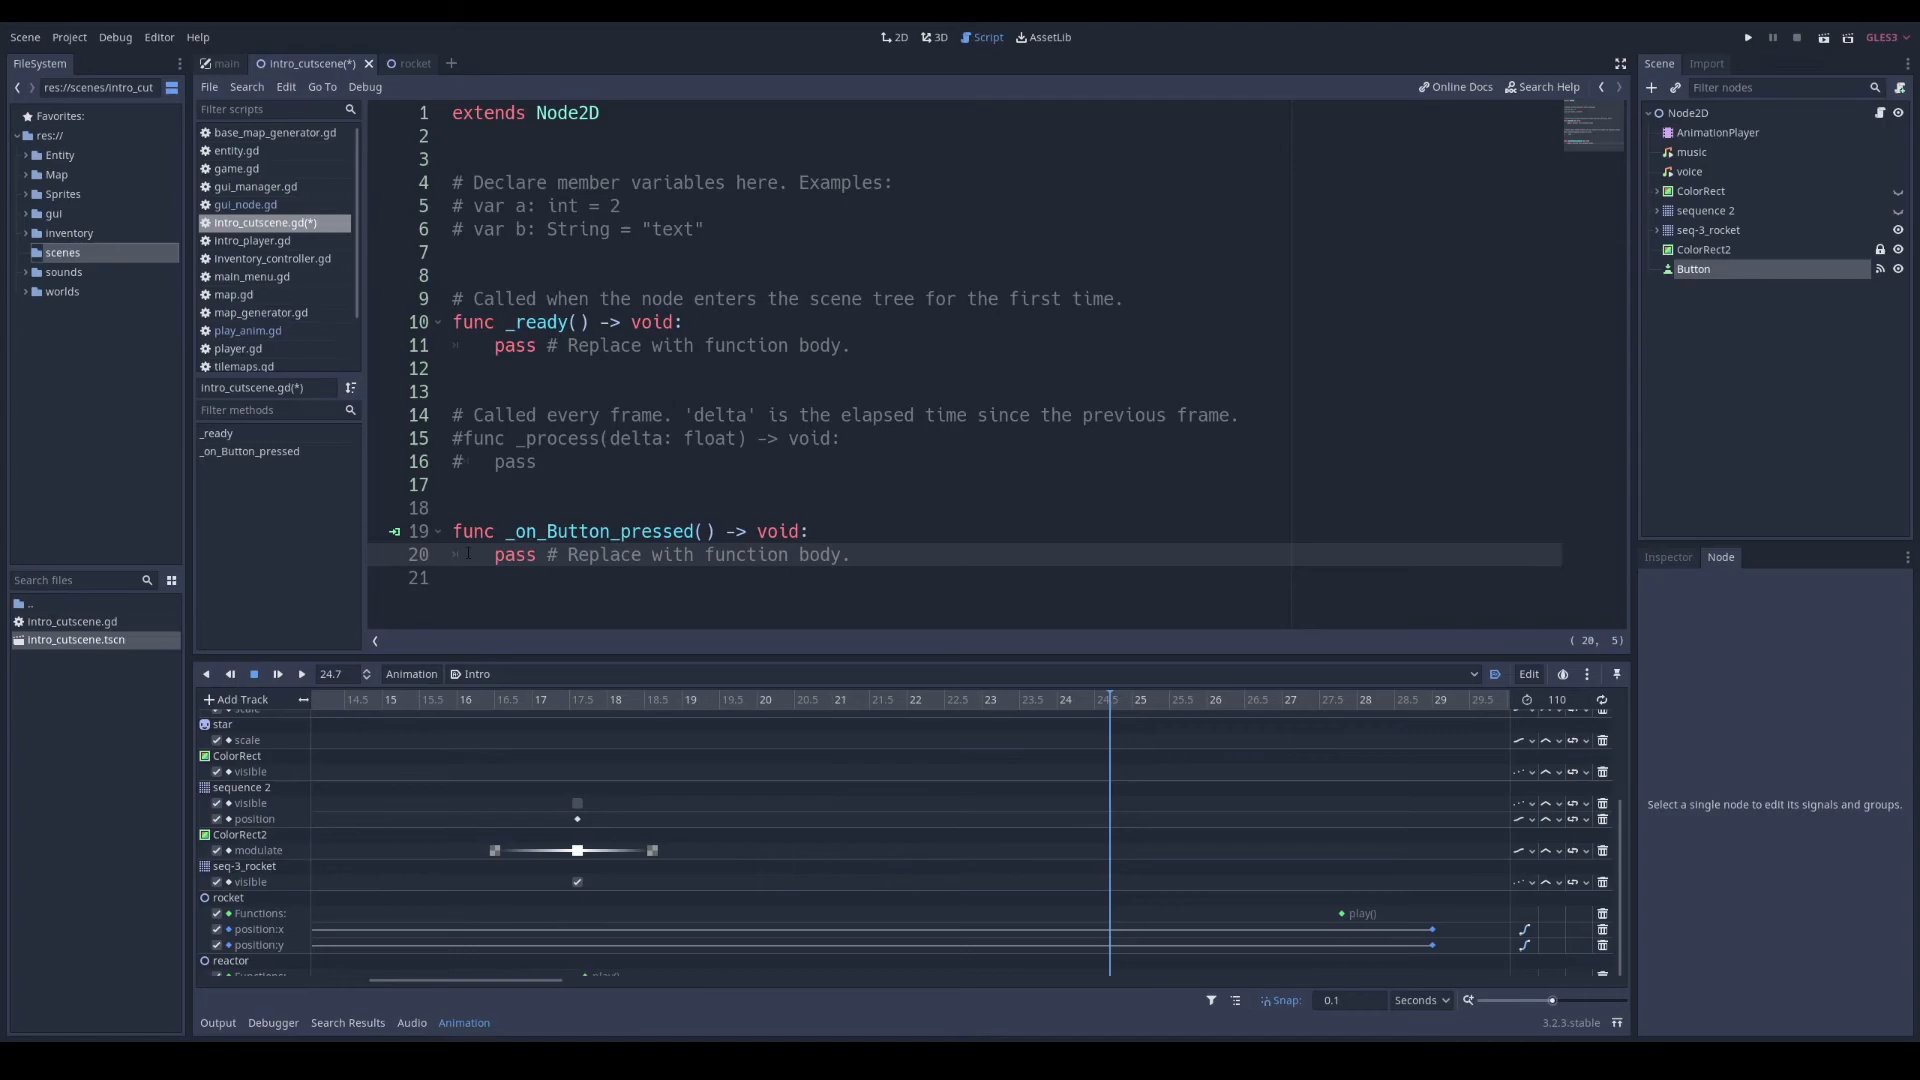 Scene Project Debug Editor Help
2D 3D Script AssetLib
GLES3
FileSystem
res://scenes/Intro_cut
Favorites:
res://
Entity
Map
Sprites
gui
inventory
scenes
sounds
worlds
Search files
..
Intro_cutscene.gd
Intro_cutscene.tscn
main Intro_cutscene(*) rocket
File Search Edit Go To Debug
Online Docs Search Help
Filter scripts
base_map_generator.gd
entity.gd
game.gd
gui_manager.gd
gui_node.gd
Intro_cutscene.gd(*)
Intro_player.gd
inventory_controller.gd
main_menu.gd
map.gd
map_generator.gd
play_anim.gd
player.gd
tilemaps.gd
Intro_cutscene.gd(*)
Filter methods
_ready
_on_Button_pressed
1 extends Node2D
2
3
4 # Declare member variables here. Examples:
5 # var a: int = 2
6 # var b: String = "text"
7
8
9 # Called when the node enters the scene tree for the first time.
10 func _ready() -> void:
11 pass # Replace with function body.
12
13
14 # Called every frame. 'delta' is the elapsed time since the previous frame.
15 #func _process(delta: float) -> void:
16 # pass
17
18
19 func _on_Button_pressed() -> void:
20 pass # Replace with function body.
21
( 20, 5)
Scene Import
Filter nodes
Node2D
AnimationPlayer
music
voice
ColorRect
sequence 2
seq-3_rocket
ColorRect2
Button
Inspector Node
Select a single node to edit its signals and groups.
24.7 Animation Intro Edit
Add Track 14.5 15 15.5 16 16.5 17 17.5 18 18.5 19 19.5 20 20.5 21 21.5 22 22.5 23 23.5 24 24.5 25 25.5 26 26.5 27 27.5 28 28.5 29 29.5 110
scale
star
scale
ColorRect
visible
sequence 2
visible
position
ColorRect2
modulate
seq-3_rocket
visible
rocket
Functions: play()
position:x
position:y
reactor
Functions: play()
Snap: 0.1 Seconds
Output Debugger Search Results Audio Animation
3.2.3.stable